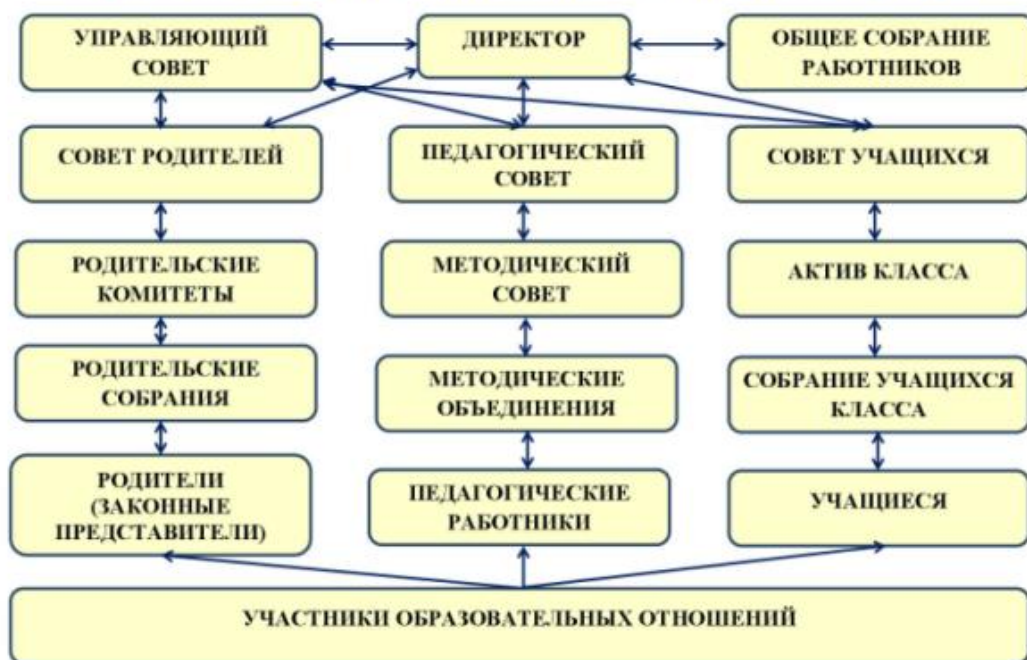 УПРАВЛЯЮЩИЙ
СОВЕТ
ДИРЕКТОР
ОБЩЕЕ СОБРАНИЕ
РАБОТНИКОВ
СОВЕТ РОДИТЕЛЕЙ
ПЕДАГОГИЧЕСКИЙ
СОВЕТ
СОВЕТ УЧАЩИХСЯ
РОДИТЕЛЬСКИЕ
КОМИТЕТЫ
МЕТОДИЧЕСКИЙ
СОВЕТ
АКТИВ КЛАССА
РОДИТЕЛЬСКИЕ
СОБРАНИЯ
МЕТОДИЧЕСКИЕ
ОБЪЕДИНЕНИЯ
СОБРАНИЕ УЧАЩИХСЯ
КЛАССА
РОДИТЕЛИ
(ЗАКОННЫЕ
ПРЕДСТАВИТЕЛИ)
ПЕДАГОГИЧЕСКИЕ
РАБОТНИКИ
УЧАЩИЕСЯ
УЧАСТНИКИ ОБРАЗОВАТЕЛЬНЫХ ОТНОШЕНИЙ